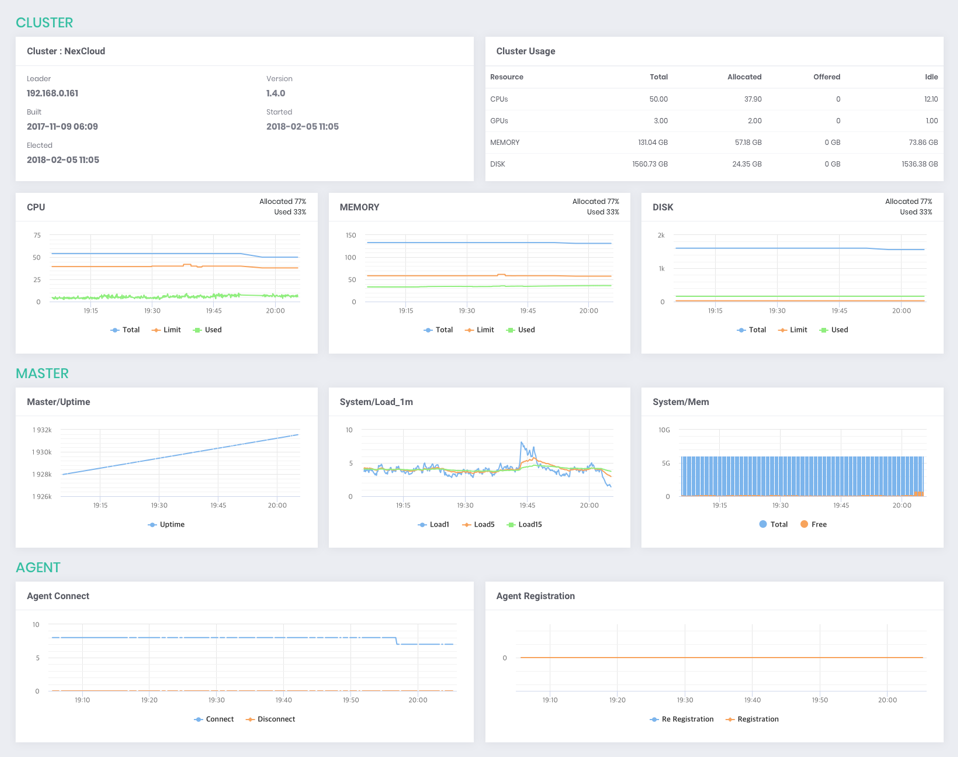 CLUSTER
Cluster : NexCloud
Leader Version
192.168.0.161 1.4.0
Built Started
2017-11-09 06:09 2018-02-05 11:05
Elected
2018-02-05 11:05
Cluster Usage
Resource Total Allocated Offered Idle
CPUs 50.00 37.90 0 12.10
GPUs 3.00 2.00 0 1.00
MEMORY 131.04 GB 57.18 GB 0 GB 73.86 GB
DISK 1560.73 GB 24.35 GB 0 GB 1536.38 GB
CPU
Allocated 77%
Used 33%
75
50
25
0
19:15 19:30 19:45 20:00
Total Limit Used
MEMORY
Allocated 77%
Used 33%
150
100
50
0
19:15 19:30 19:45 20:00
Total Limit Used
DISK
Allocated 77%
Used 33%
2k
1k
0
19:15 19:30 19:45 20:00
Total Limit Used
MASTER
Master/Uptime
1 932k
1 930k
1 928k
1 926k
19:15 19:30 19:45 20:00
Uptime
System/Load_1m
10
5
0
19:15 19:30 19:45 20:00
Load1 Load5 Load15
System/Mem
10G
5G
0
19:15 19:30 19:45 20:00
Total Free
AGENT
Agent Connect
10
5
0
19:10 19:20 19:30 19:40 19:50 20:00
Connect Disconnect
Agent Registration
0
19:10 19:20 19:30 19:40 19:50 20:00
Re Registration Registration